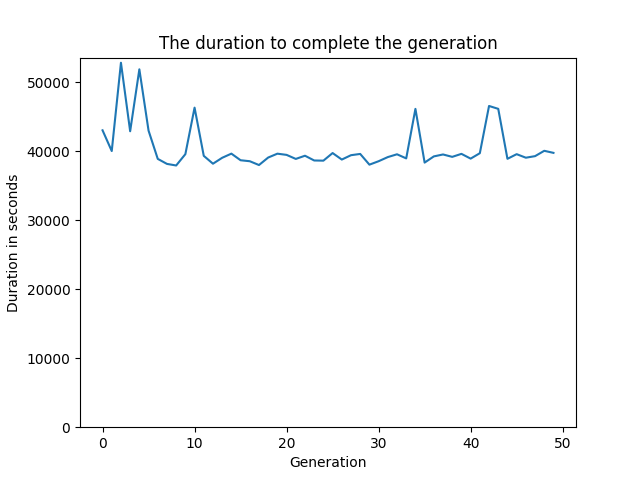 The duration to complete the generation
50000
40000
30000
20000
10000
0
Duration in seconds
0 10 20 30 40 50
Generation